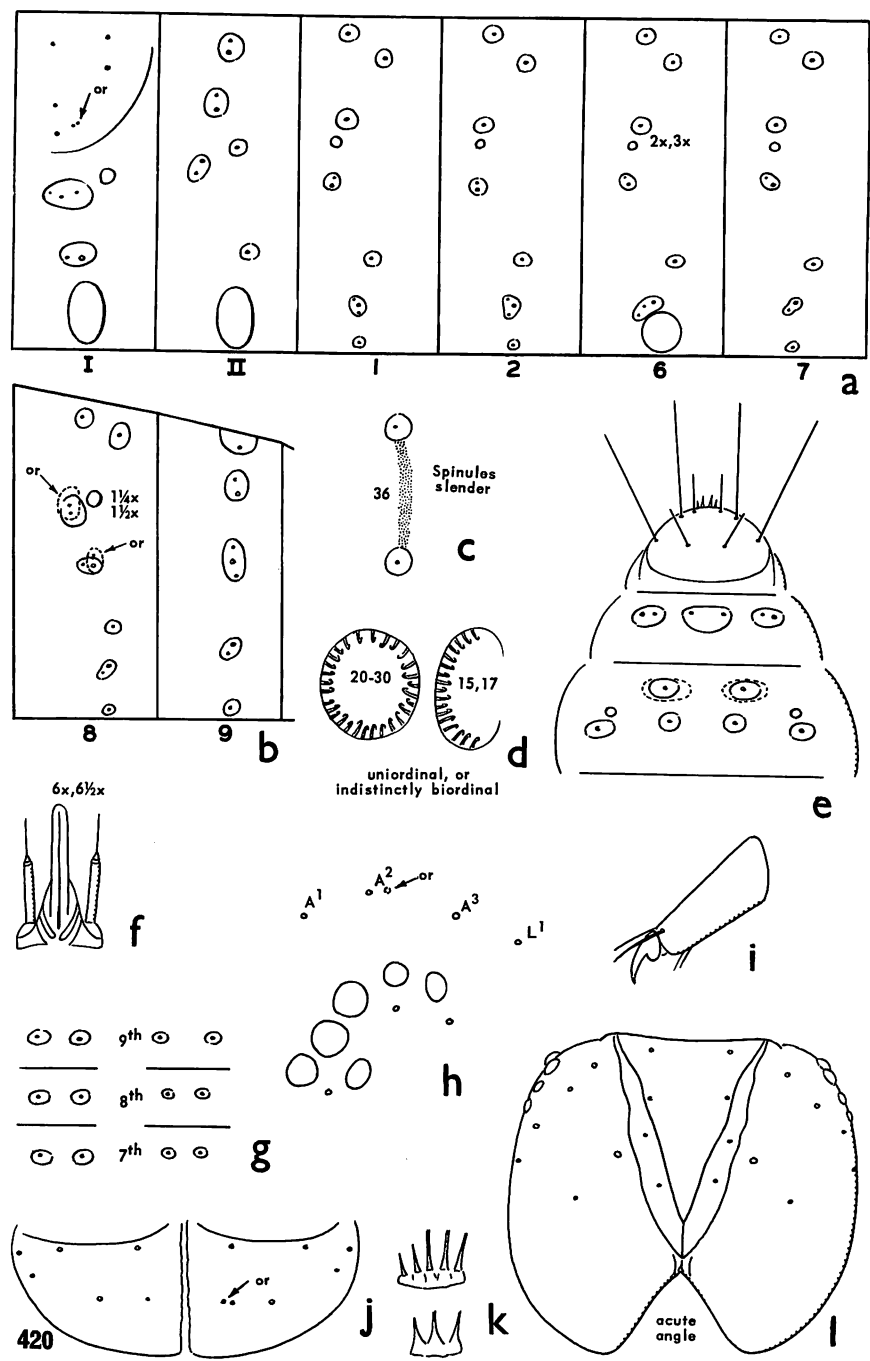 or
2x,3x
I II 1 2 6 7
a
or
1¼x
1½x
or
8 9
b
36
Spinules
slender
c
20-30
15,17
uniordinal, or
indistinctly biordinal
d
e
6x,6½x
f
9th
8th
7th
g
A1 A2 or A3 L1
h
i
or
j
k
acute
angle
l
420